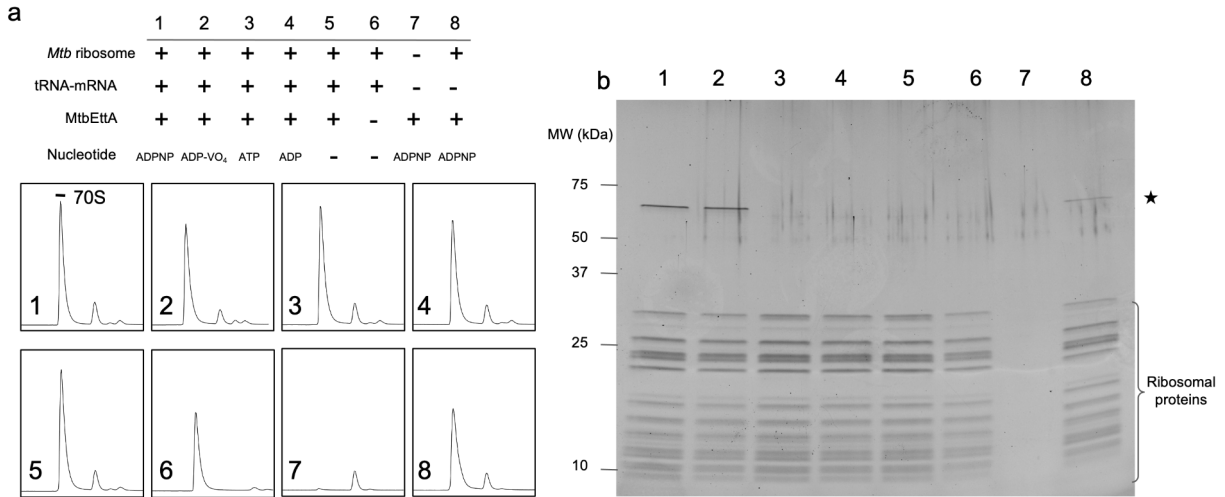 a
1 2 3 4 5 6 7 8
Mtb ribosome + + + + + + - +
tRNA-mRNA + + + + + + - -
MtbEttA + + + + + - + +
Nucleotide ADPNP ADP-VO₄ ATP ADP - - ADPNP ADPNP
70S
1 2 3 4
5 6 7 8
b
1 2 3 4 5 6 7 8
MW (kDa)
75
★
50
37
25
Ribosomal
proteins
10